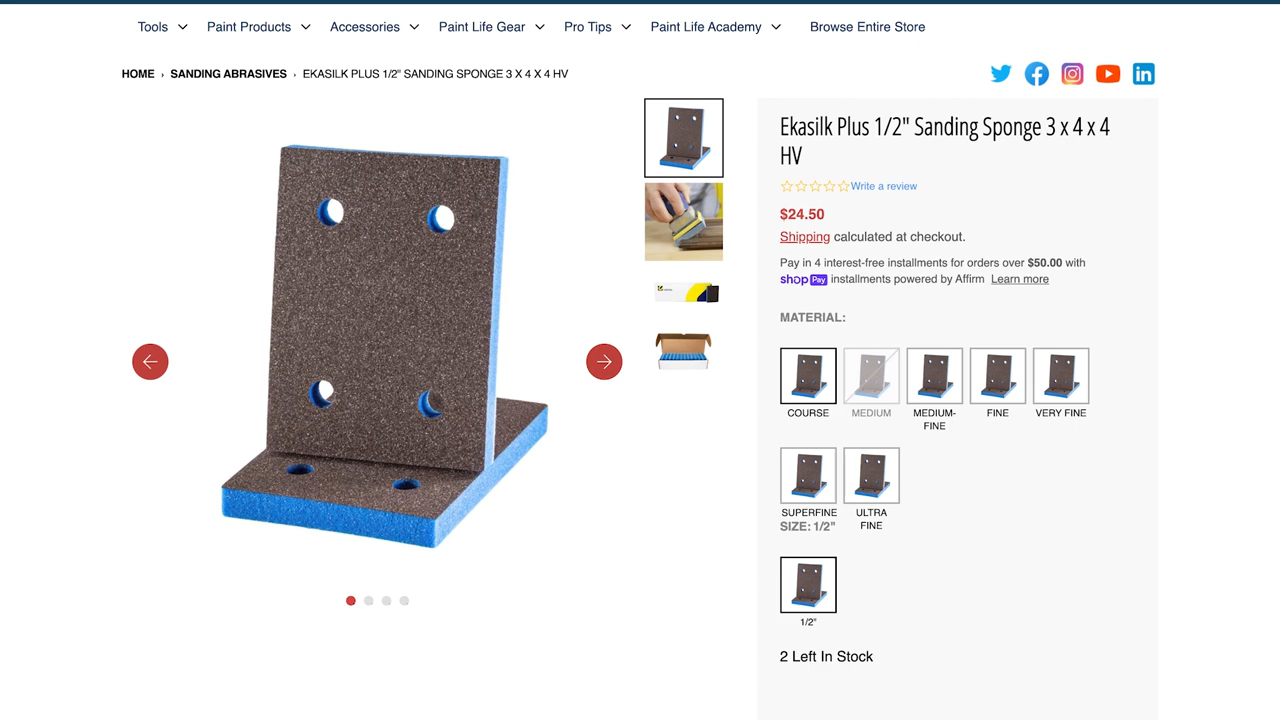 Tools Paint Products Accessories Paint Life Gear Pro Tips Paint Life Academy Browse Entire Store
HOME › SANDING ABRASIVES › EKASILK PLUS 1/2" SANDING SPONGE 3 X 4 X 4 HV
Ekasilk Plus 1/2" Sanding Sponge 3 x 4 x 4
HV
Write a review
$24.50
Shipping calculated at checkout.
Pay in 4 interest-free installments for orders over $50.00 with
shop Pay installments powered by Affirm Learn more
MATERIAL:
COURSE MEDIUM MEDIUM-
FINE FINE VERY FINE
SUPERFINE ULTRA
FINE
SIZE: 1/2"
1/2"
2 Left In Stock